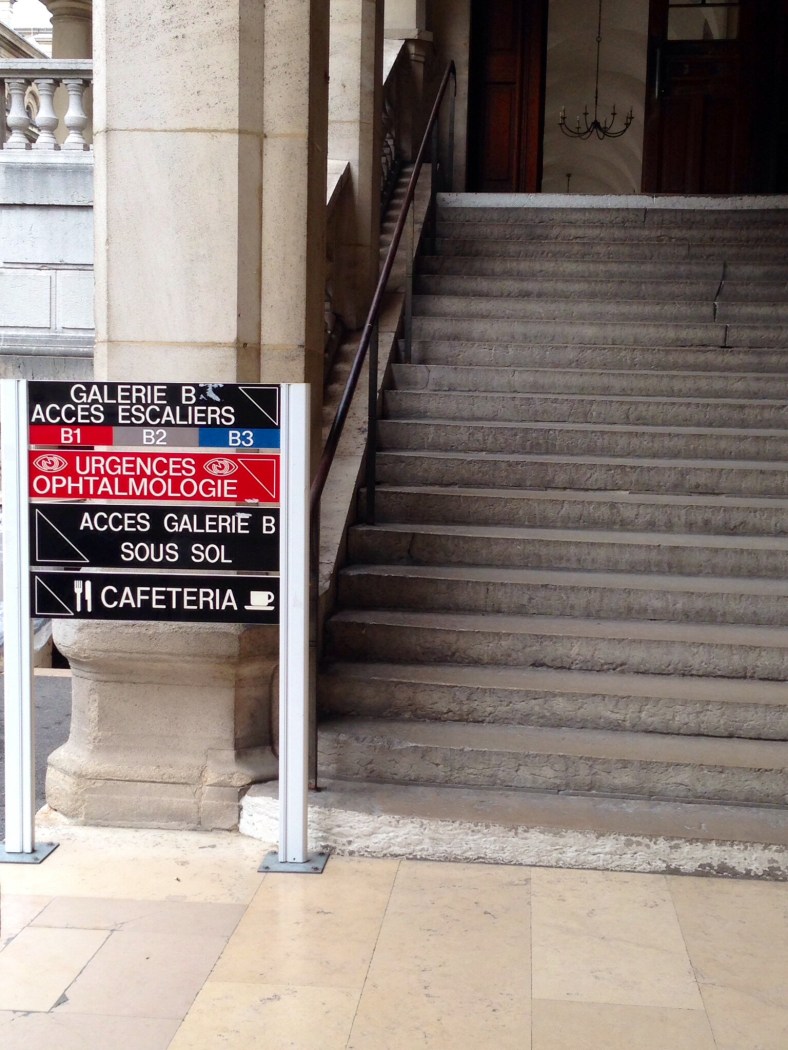 GALERIE B
ACCES ESCALIERS
B1 B2 B3
URGENCES
OPHTALMOLOGIE
ACCES GALERIE B
SOUS SOL
CAFETERIA